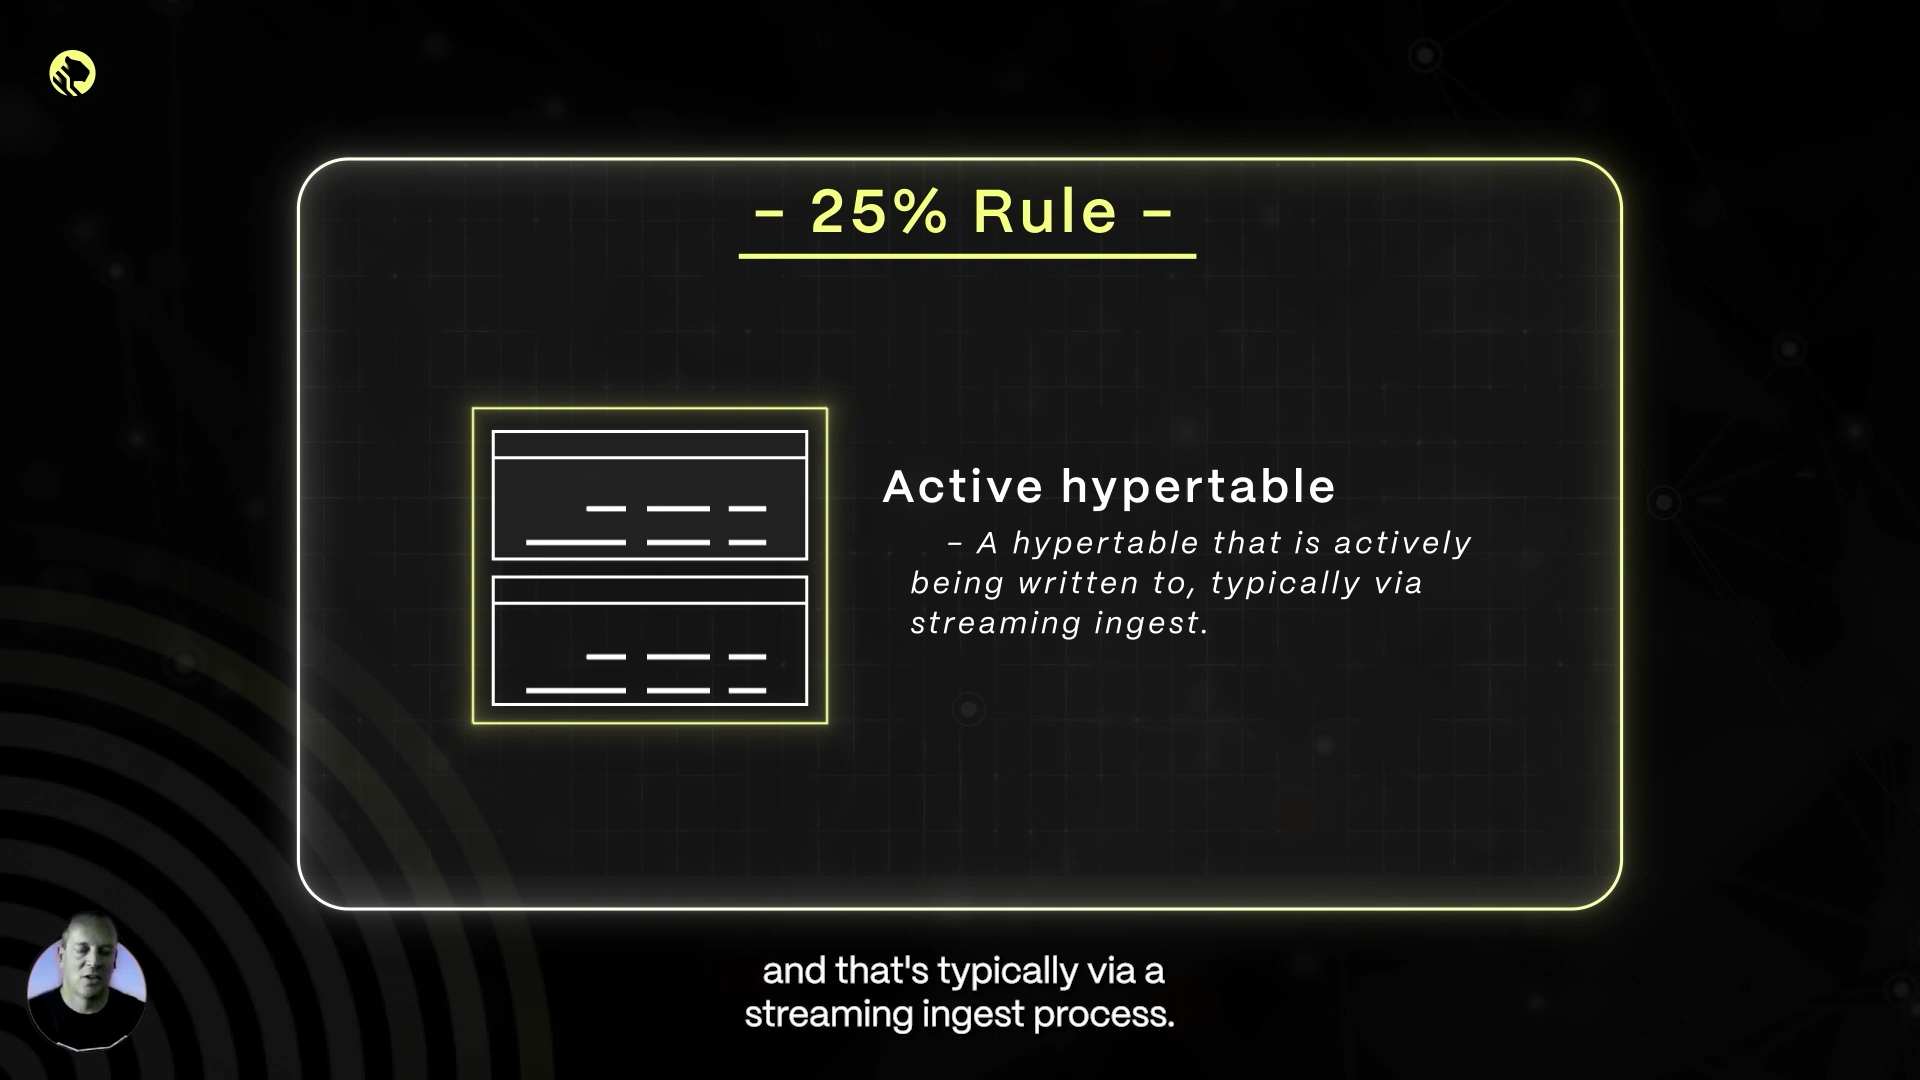 – 25% Rule –
Active hypertable
– A hypertable that is actively
being written to, typically via
streaming ingest.
and that's typically via a
streaming ingest process.